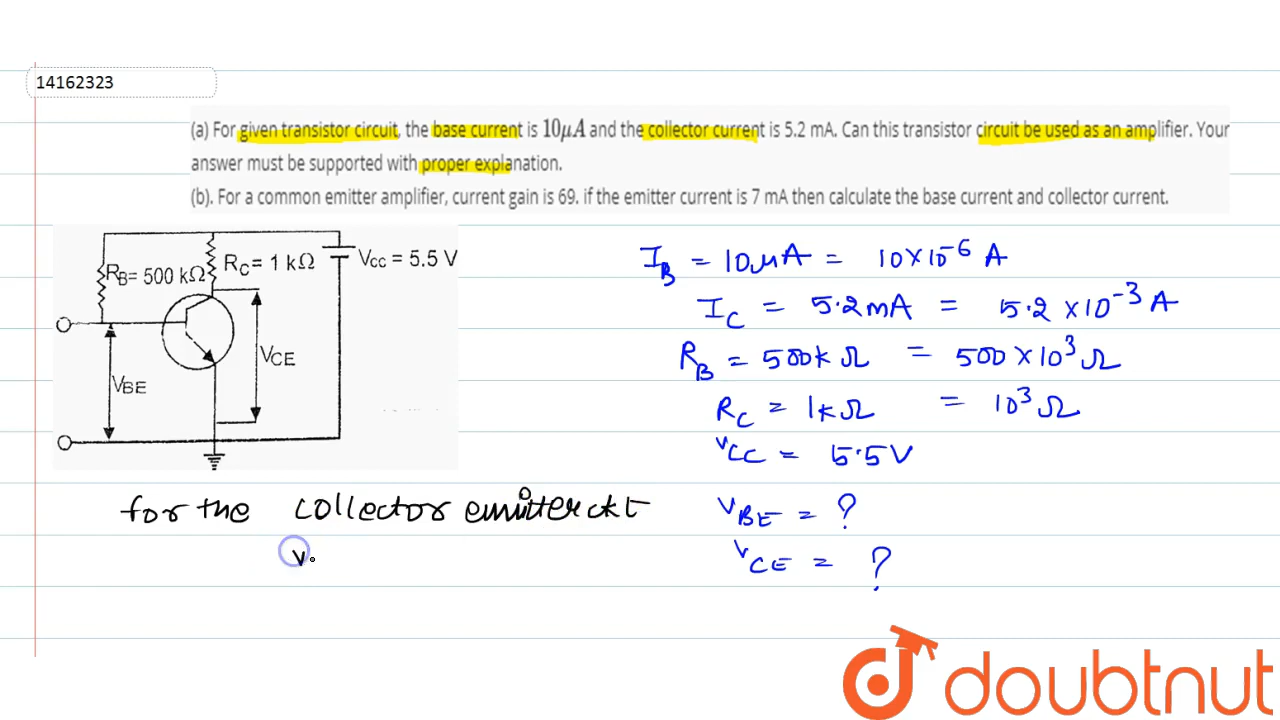 14162323
(a) For given transistor circuit, the base current is 10μA and the collector current is 5.2 mA. Can this transistor circuit be used as an amplifier. Your
answer must be supported with proper explanation.
(b). For a common emitter amplifier, current gain is 69. if the emitter current is 7 mA then calculate the base current and collector current.
RB= 500 kΩ
RC= 1 kΩ
VCC = 5.5 V
VCE
VBE
IB = 10μA = 10×10-6 A
IC = 5.2mA = 5.2×10-3 A
RB = 500kΩ = 500×103 Ω
RC = 1kΩ = 103 Ω
VCC = 5.5V
VBE = ?
VCE = ?
for the collector emitter ckt
V
doubtnut